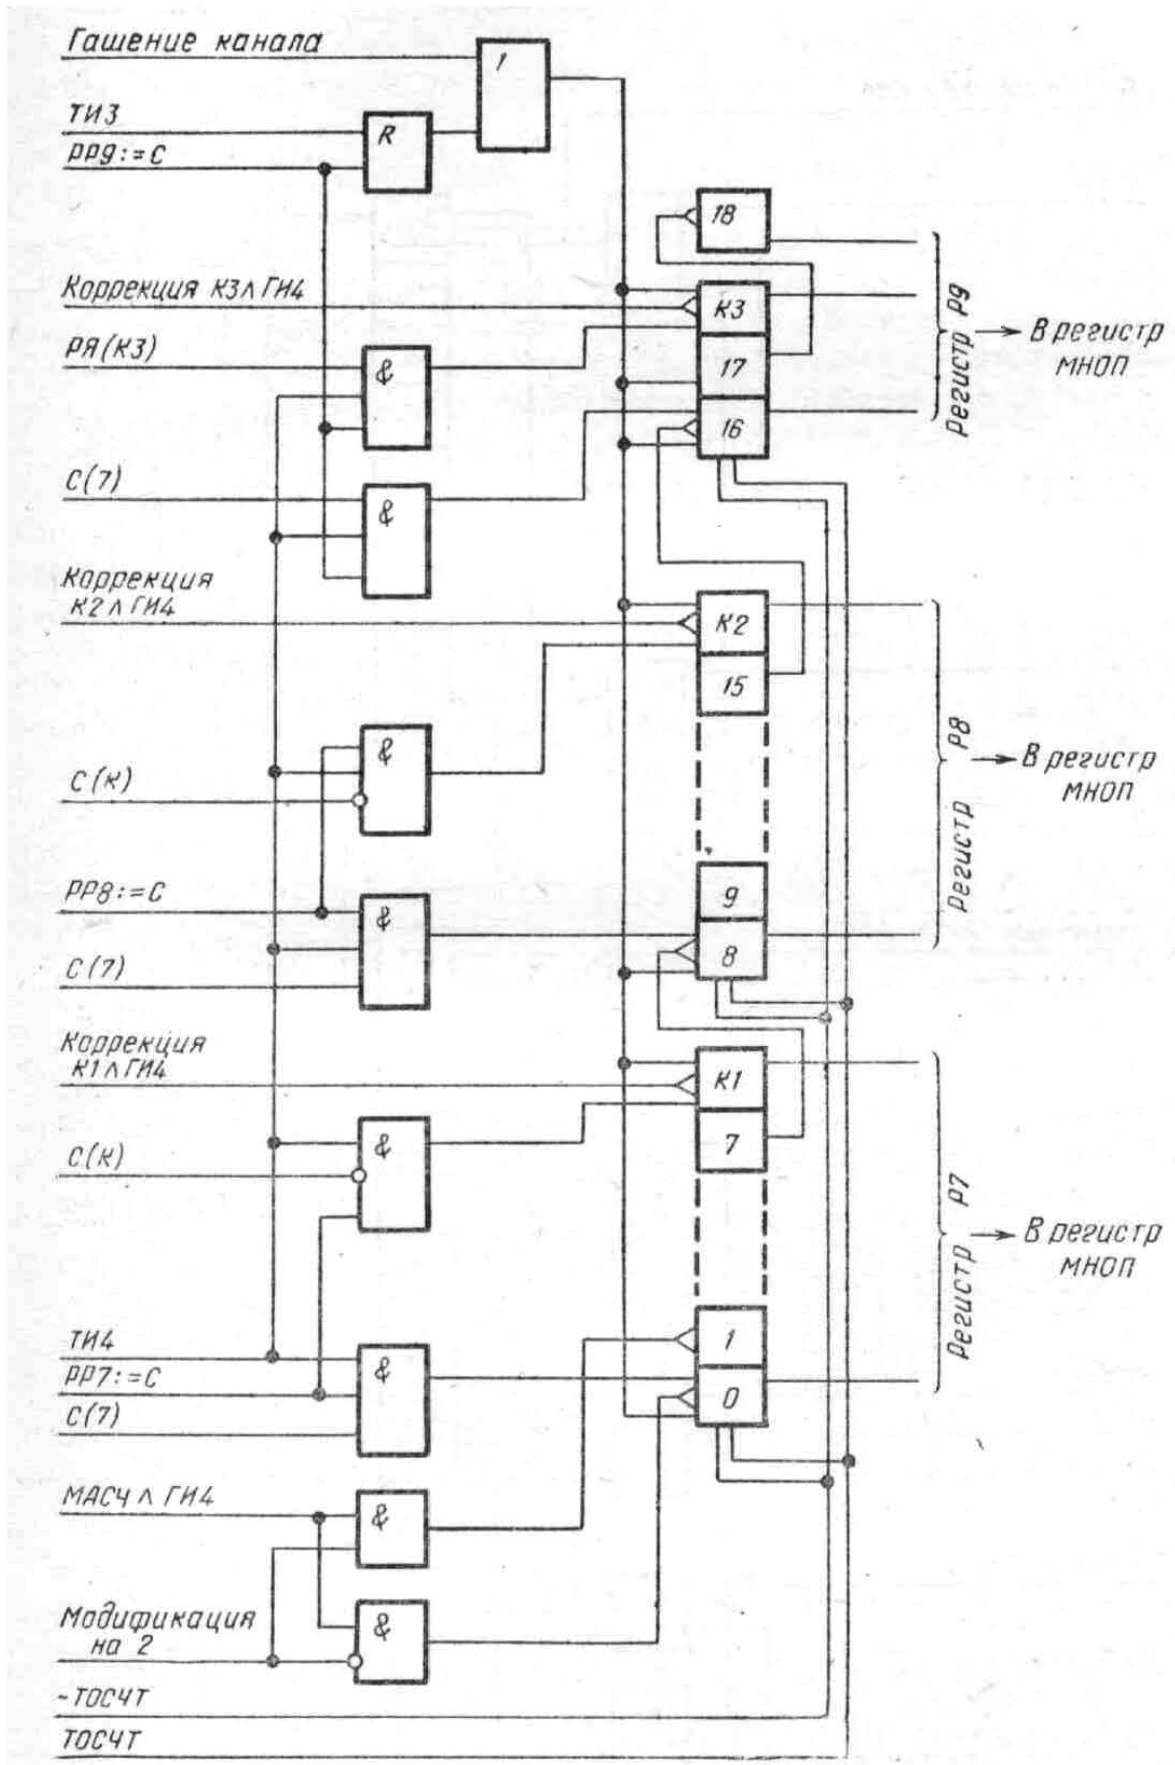 Гашение канала
1
ТИ3
R
РР9:=С
18
Коррекция К3∧ГИ4
К3
РЯ(К3)
&
17
16
Регистр Р9
В регистр
МНОП
С(7)
&
Коррекция
К2∧ГИ4
К2
15
&
С(К)
Регистр Р8
В регистр
МНОП
РР8:=С
&
9
8
С(7)
Коррекция
К1∧ГИ4
К1
7
&
С(К)
Регистр Р7
В регистр
МНОП
ТИ4
&
1
РР7:=С
0
С(7)
МАСЧ ∧ ГИ4
&
Модификация
на 2
&
-ТОСЧТ
ТОСЧТ